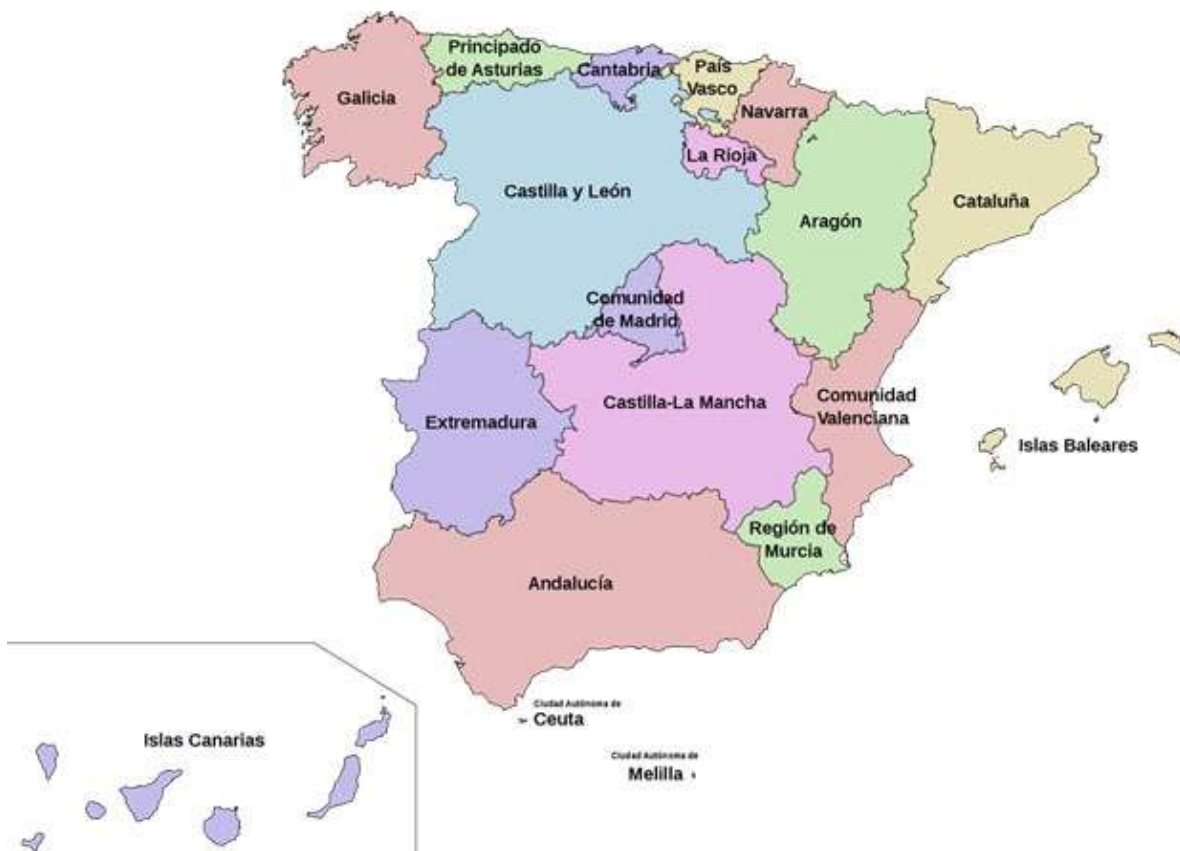 Principado
de Asturias
Cantabria
País
Vasco
Galicia
Navarra
La Rioja
Castilla y León
Aragón
Cataluña
Comunidad
de Madrid
Castilla-La Mancha
Comunidad
Valenciana
Extremadura
Islas Baleares
Región de
Murcia
Andalucía
Ciudad Autónoma de
Ceuta
Islas Canarias
Ciudad Autónoma de
Melilla